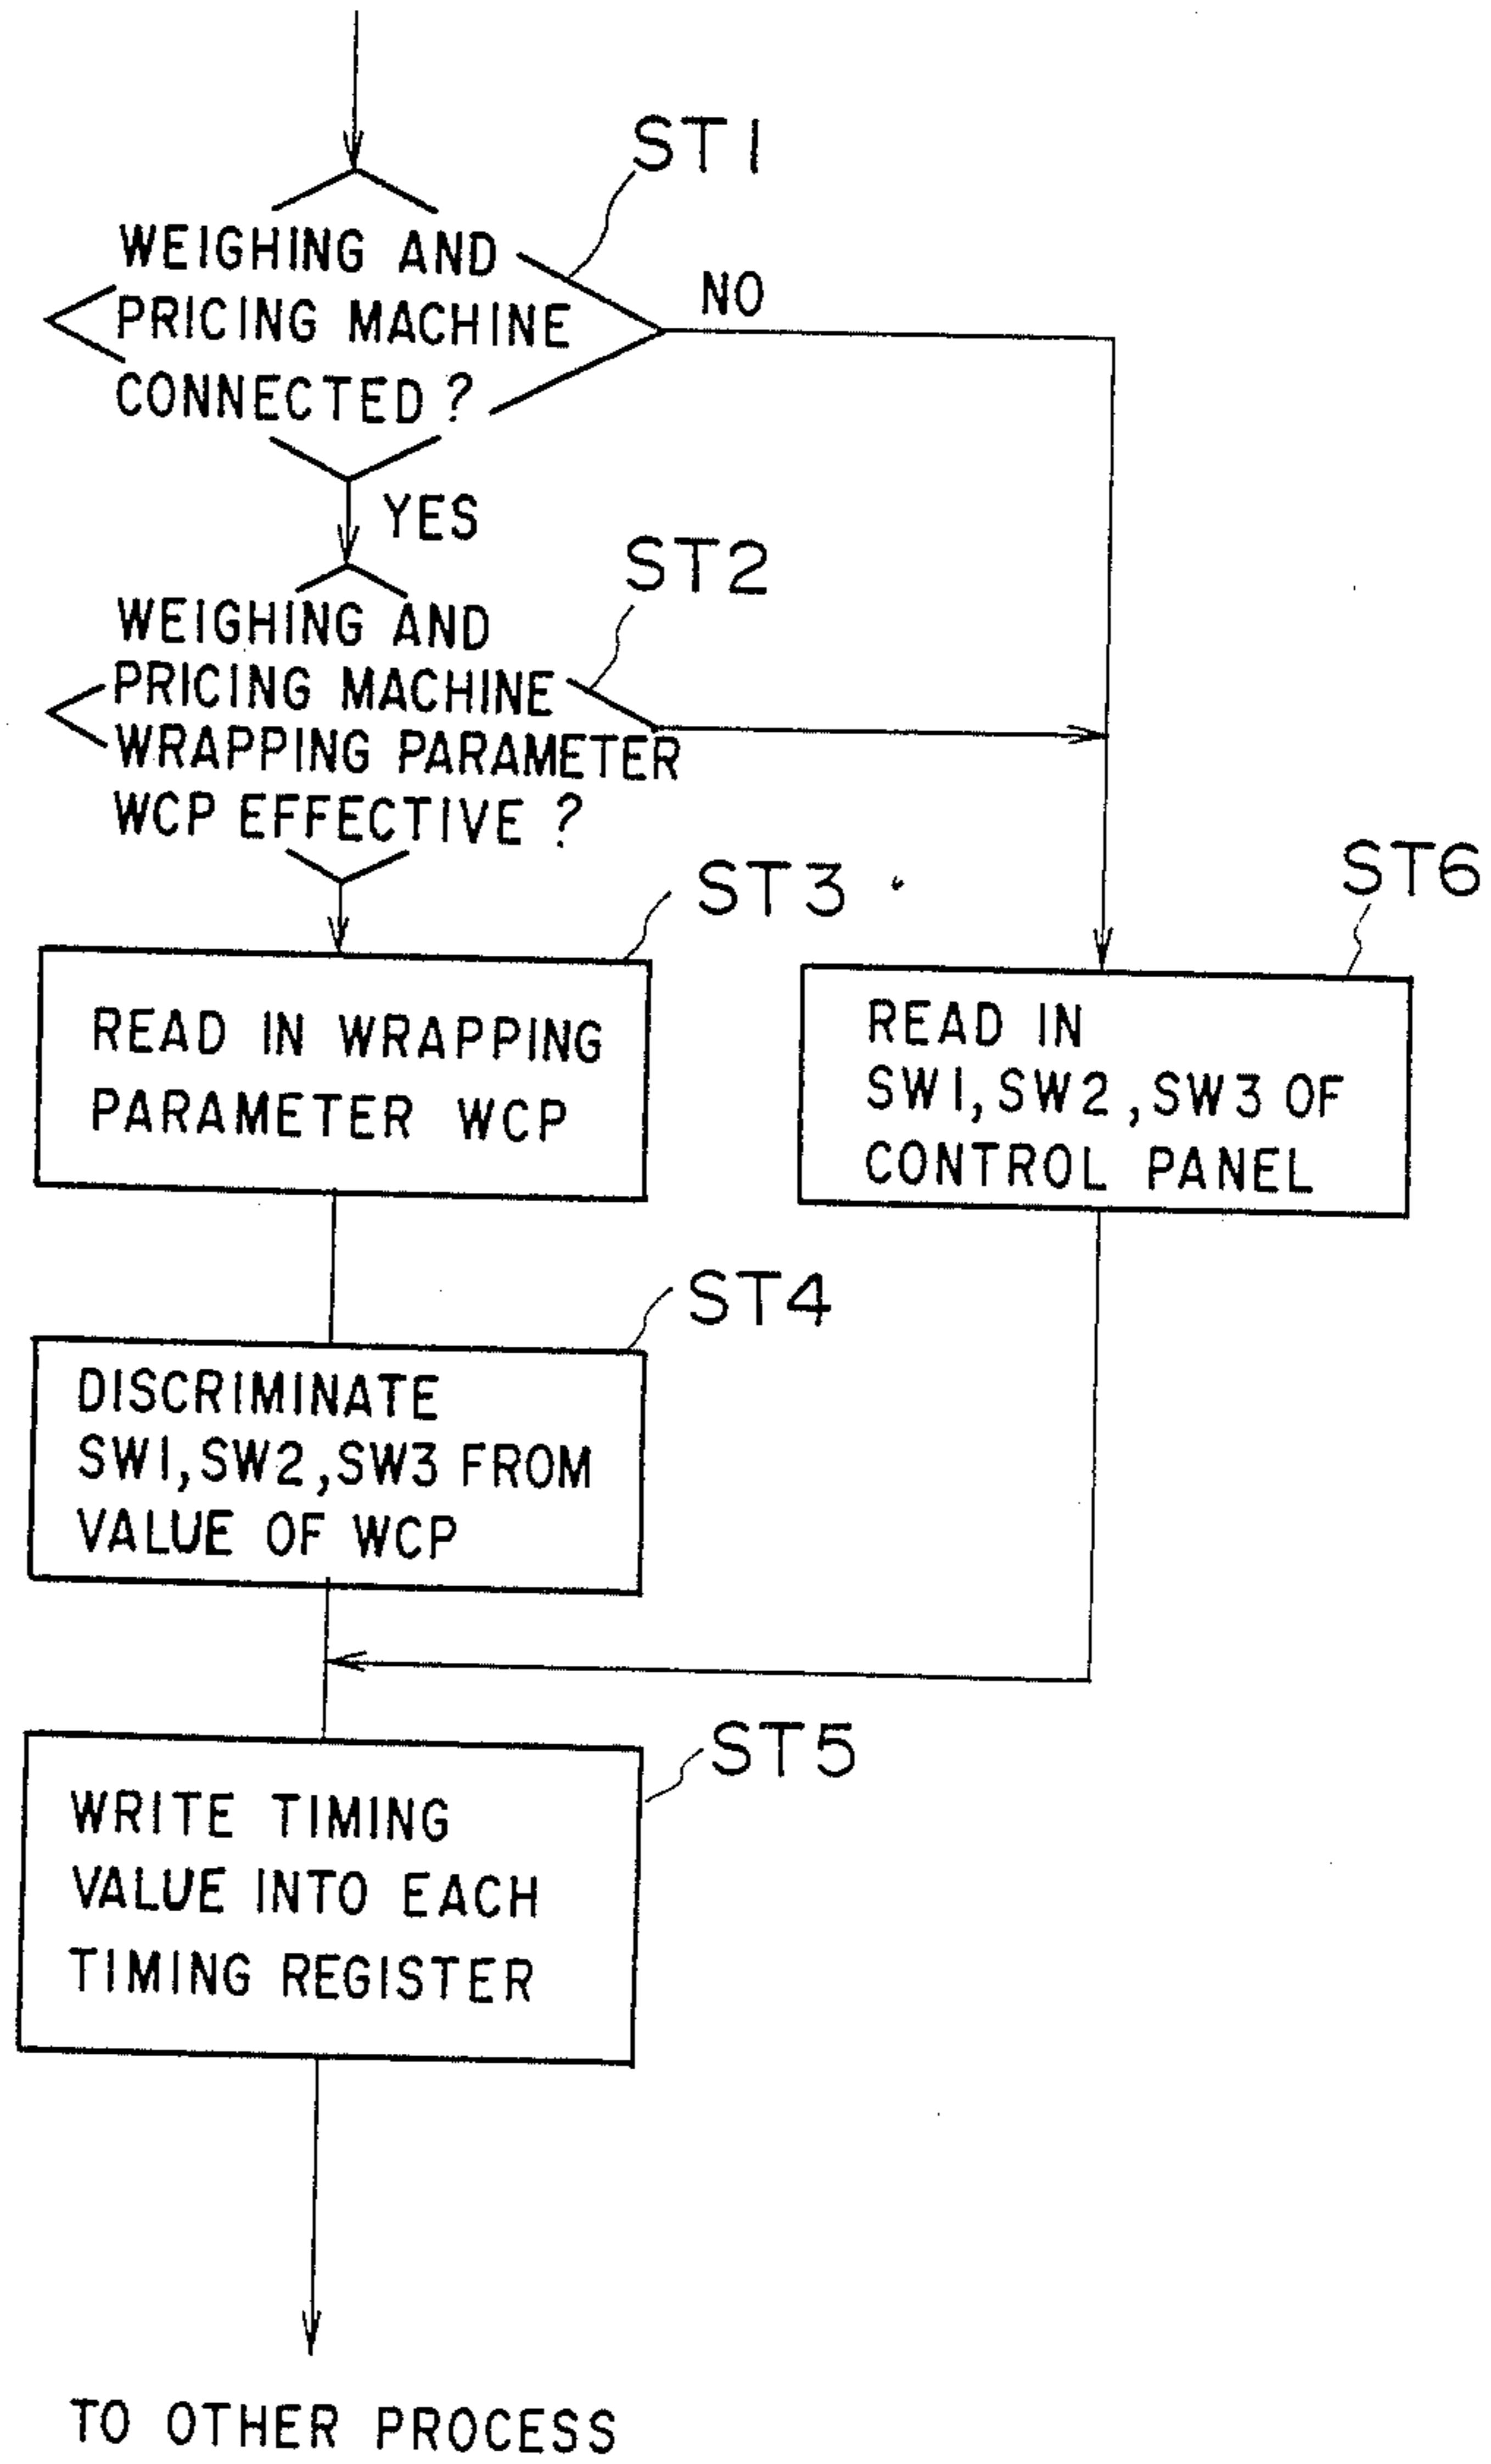 ST1
WEIGHING AND
PRICING MACHINE
CONNECTED ?
NO
YES
ST2
WEIGHING AND
PRICING MACHINE
WRAPPING PARAMETER
WCP EFFECTIVE ?
ST3
READ IN WRAPPING
PARAMETER WCP
ST6
READ IN
SW1, SW2, SW3 OF
CONTROL PANEL
ST4
DISCRIMINATE
SW1, SW2, SW3 FROM
VALUE OF WCP
ST5
WRITE TIMING
VALUE INTO EACH
TIMING REGISTER
TO OTHER PROCESS